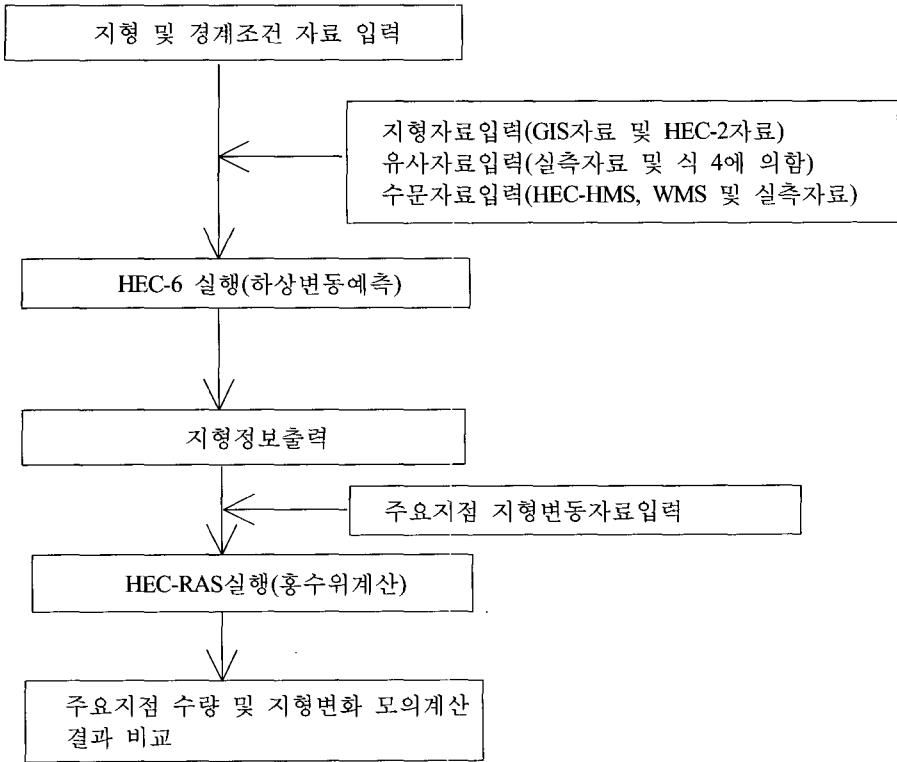 지형 및 경계조건 자료 입력
지형자료입력(GIS자료 및 HEC-2자료)
유사자료입력(실측자료 및 식 4에 의함)
수문자료입력(HEC-HMS, WMS 및 실측자료)
HEC-6 실행(하상변동예측)
지형정보출력
주요지점 지형변동자료입력
HEC-RAS실행(홍수위계산)
주요지점 수량 및 지형변화 모의계산
결과 비교